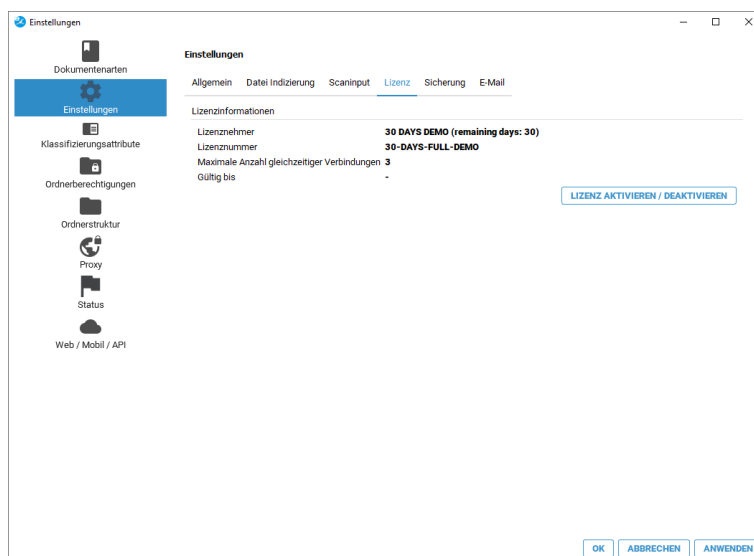 Einstellungen
Dokumentenarten
Einstellungen
Klassifizierungsattribute
Ordnerberechtigungen
Ordnerstruktur
Proxy
Status
Web / Mobil / API
Einstellungen
Allgemein Datei Indizierung Scaninput Lizenz Sicherung E-Mail
Lizenzinformationen
Lizenznehmer 30 DAYS DEMO (remaining days: 30)
Lizenznummer 30-DAYS-FULL-DEMO
Maximale Anzahl gleichzeitiger Verbindungen 3
Gültig bis -
LIZENZ AKTIVIEREN / DEAKTIVIEREN
OK ABBRECHEN ANWENDEN